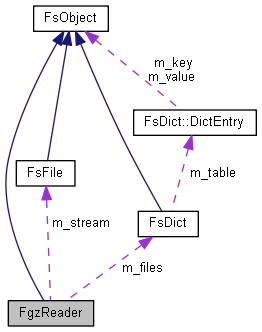 FsObject
m_key
m_value
FsDict::DictEntry
FsFile
m_table
m_stream
FsDict
m_files
FgzReader